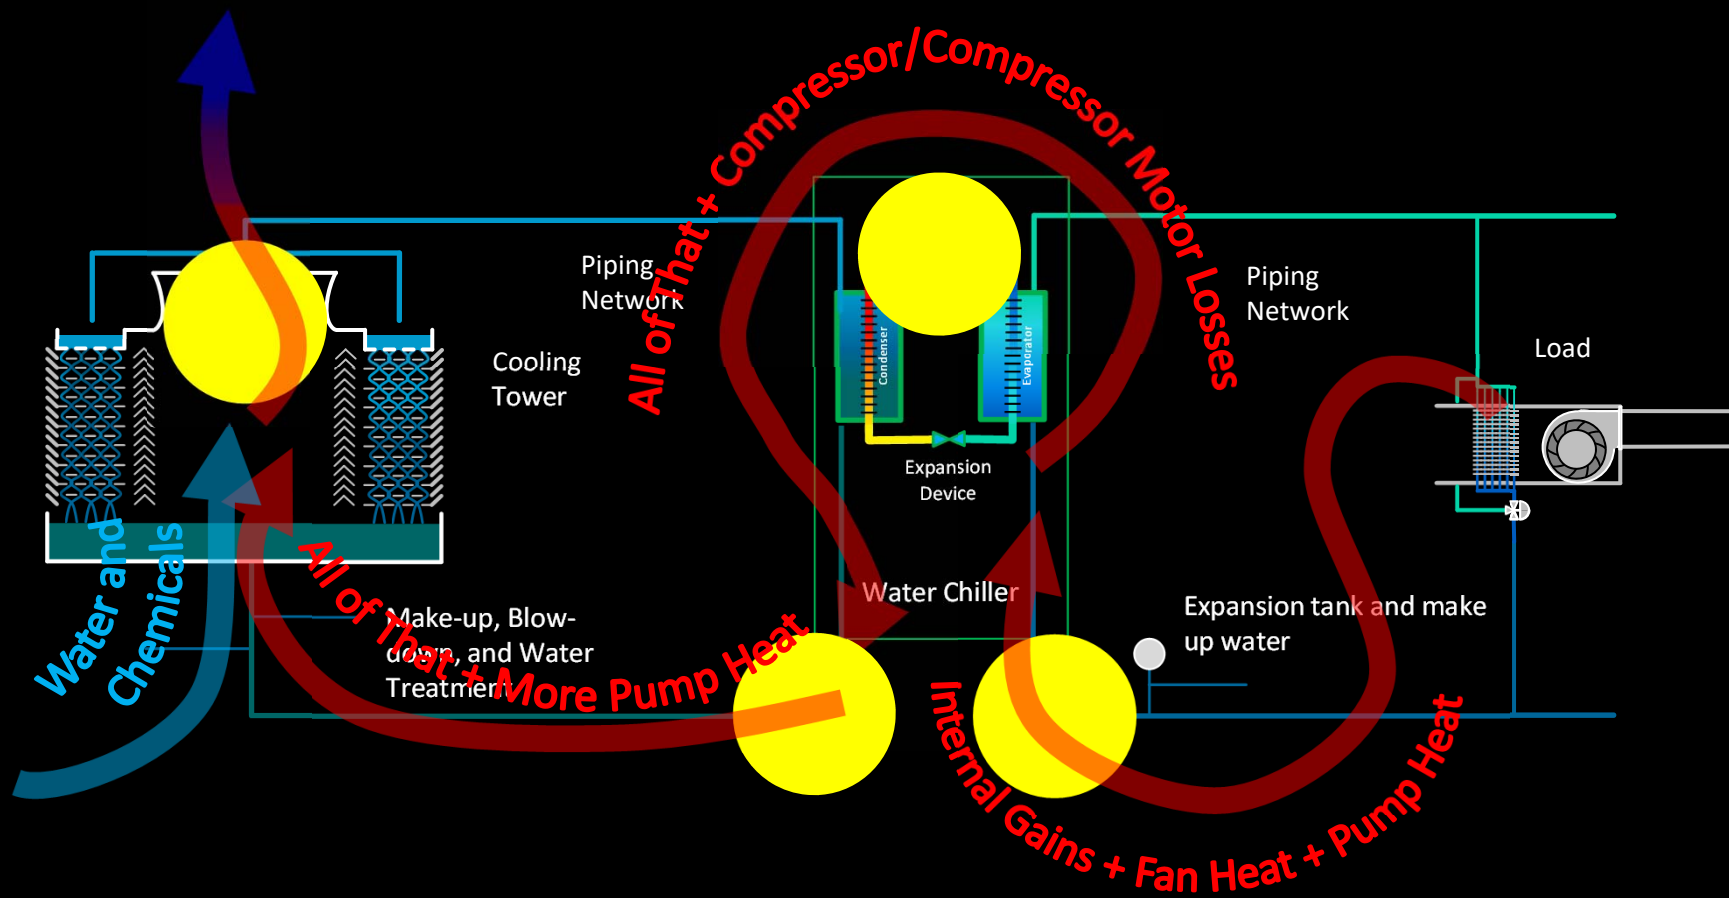 All of That + Compressor/Compressor Motor Losses
Piping
Network
Cooling
Tower
Condenser
Evaporator
Expansion
Device
Piping
Network
Load
Water Chiller
Expansion tank and make
up water
Water and
Chemicals
Make-up, Blow-
down, and Water
Treatment
All of That + More Pump Heat
Internal Gains + Fan Heat + Pump Heat